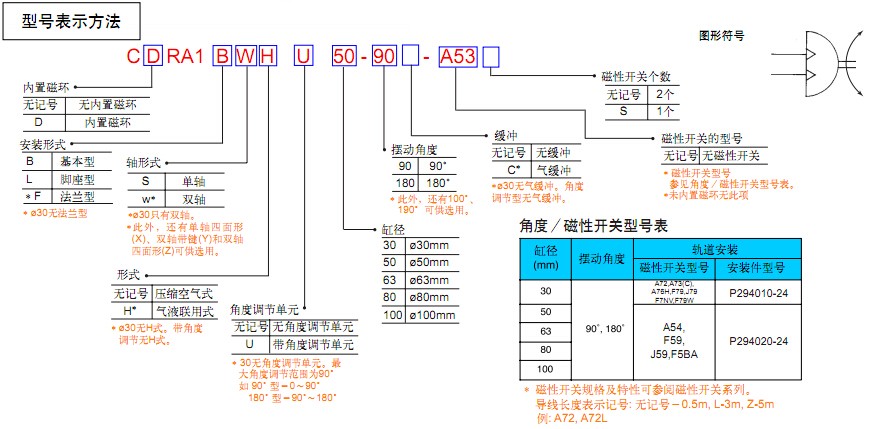 型号表示方法
CDRA1BWH U 50-90 - A53
图形符号
内置磁环
无记号 无内置磁环
D 内置磁环
安装形式
B 基本型
L 脚座型
*F 法兰型
*ø30无法兰型
轴形式
S 单轴
w* 双轴
*ø30只有双轴。
*此外，还有单轴四面形
(X)、双轴带键(Y)和双轴
四面形(Z)可供选用。
形式
无记号 压缩空气式
H* 气液联用式
*ø30无H式。带角度
调节无H式。
角度调节单元
无记号 无角度调节单元
U 带角度调节单元
*30无角度调节单元。最
大角度调节范围为90°
如 90° 型＝0～90°
180° 型＝90°～180°
缸径
30 ø30mm
50 ø50mm
63 ø63mm
80 ø80mm
100 ø100mm
摆动角度
90 90°
180 180°
*此外，还有100°、
190° 可供选用。
缓冲
无记号 无缓冲
C* 气缓冲
*ø30无气缓冲。角度
调节型无气缓冲。
磁性开关个数
无记号 2个
S 1个
磁性开关的型号
无记号 无磁性开关
* 磁性开关型号
参见角度／磁性开关型号表。
*未内置磁环无此项
角度／磁性开关型号表
缸径
(mm)
摆动角度
轨道安装
磁性开关型号 安装件型号
30
A72,A73(C),
A78H,F79,J79
F7NV,F79W
P294010-24
50
63
80
100
90°, 180°
A54,
F59,
J59,F5BA
P294020-24
* 磁性开关规格及特性可参阅磁性开关系列。
导线长度表示记号: 无记号－0.5m, L-3m, Z-5m
例: A72, A72L